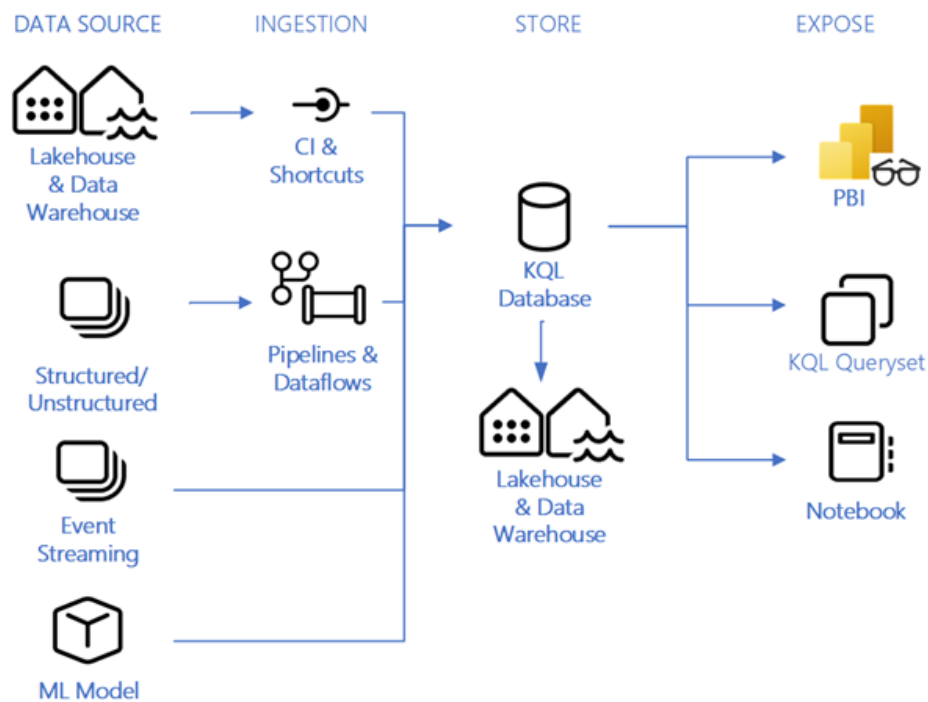 DATA SOURCE
INGESTION
STORE
EXPOSE
Lakehouse
& Data
Warehouse
CI &
Shortcuts
PBI
KQL
Database
Structured/
Unstructured
Pipelines &
Dataflows
KQL Queryset
Lakehouse
& Data
Warehouse
Notebook
Event
Streaming
ML Model